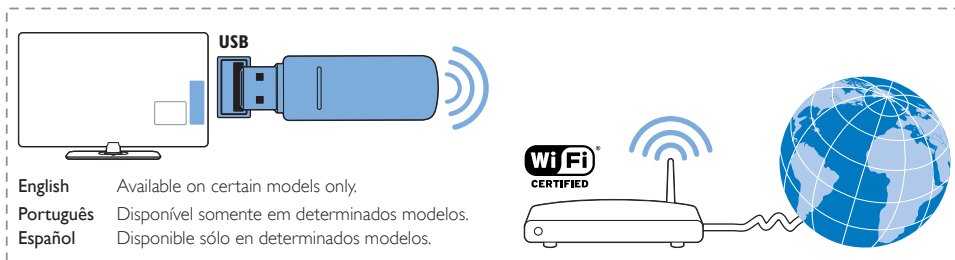 USB
Wi Fi®
CERTIFIED
English Available on certain models only.
Português Disponível somente em determinados modelos.
Español Disponible sólo en determinados modelos.